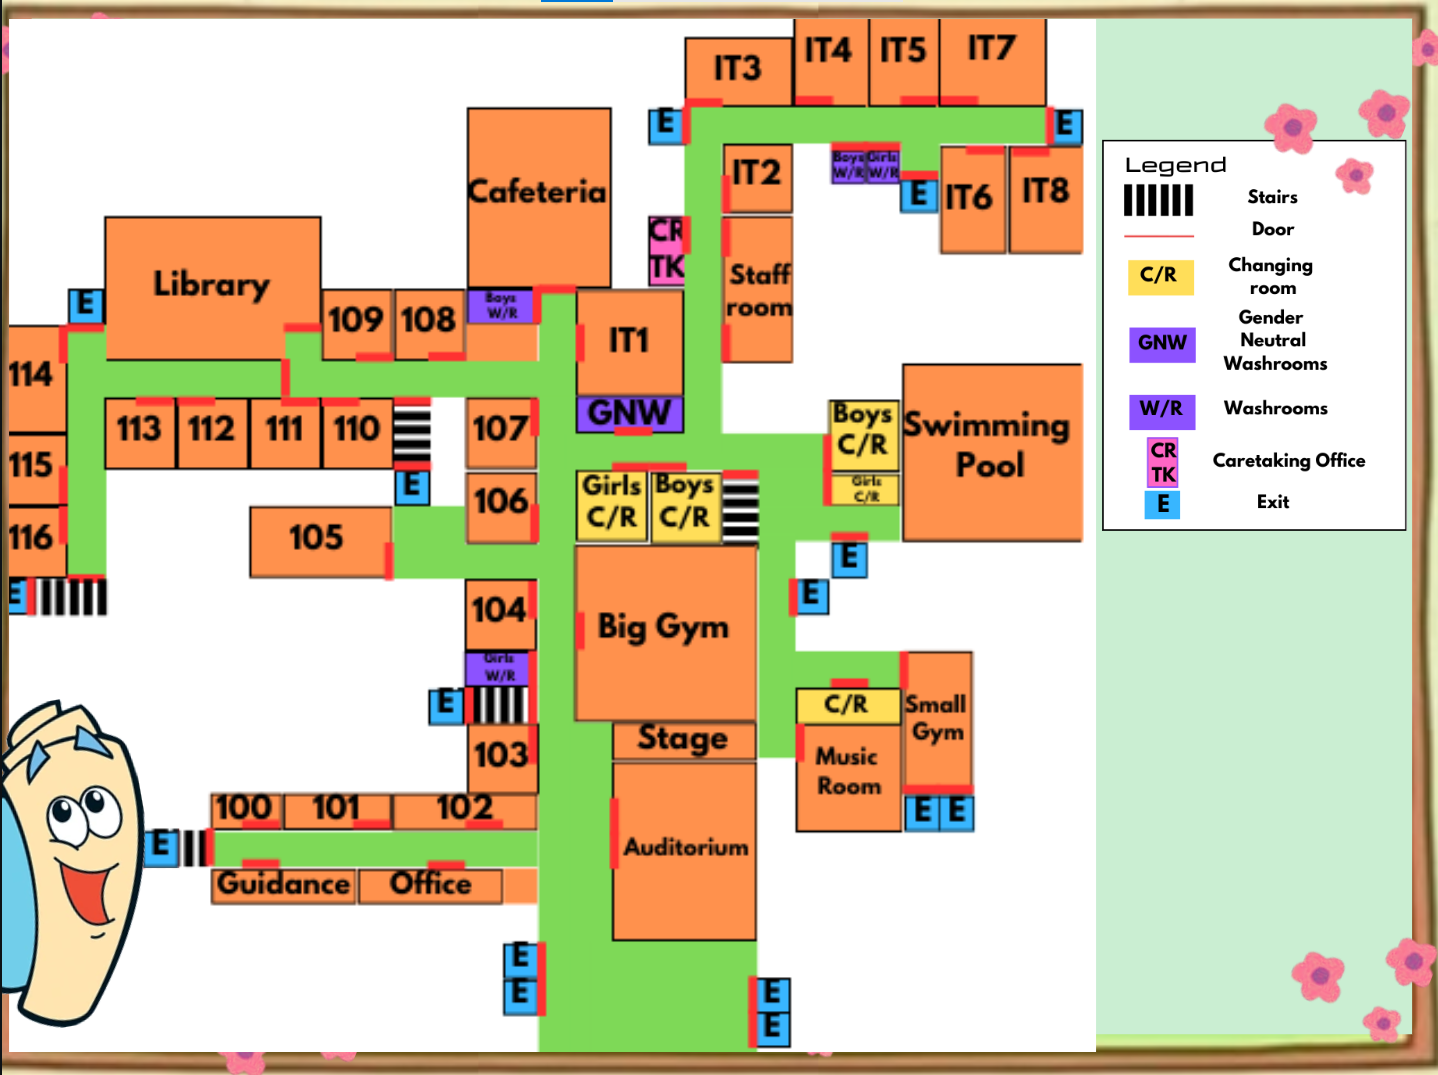 IT3
IT4
IT5
IT7
E
E
Boys
W/R
Girls
W/R
IT2
E
IT6
IT8
Cafeteria
CR
TK
Staff
room
Library
E
109
108
Boys
W/R
IT1
114
GNW
113
112
111
110
107
Boys
C/R
Girls
C/R
Swimming
Pool
115
E
106
Girls
C/R
Boys
C/R
116
105
E
E
E
104
Big Gym
Girls
W/R
E
C/R
Small
Gym
103
Stage
Music
Room
100
101
102
E
E
E
Auditorium
Guidance
Office
E
E
E
E
Legend
Stairs
Door
C/R
Changing
room
GNW
Gender
Neutral
Washrooms
W/R
Washrooms
CR
TK
Caretaking Office
E
Exit